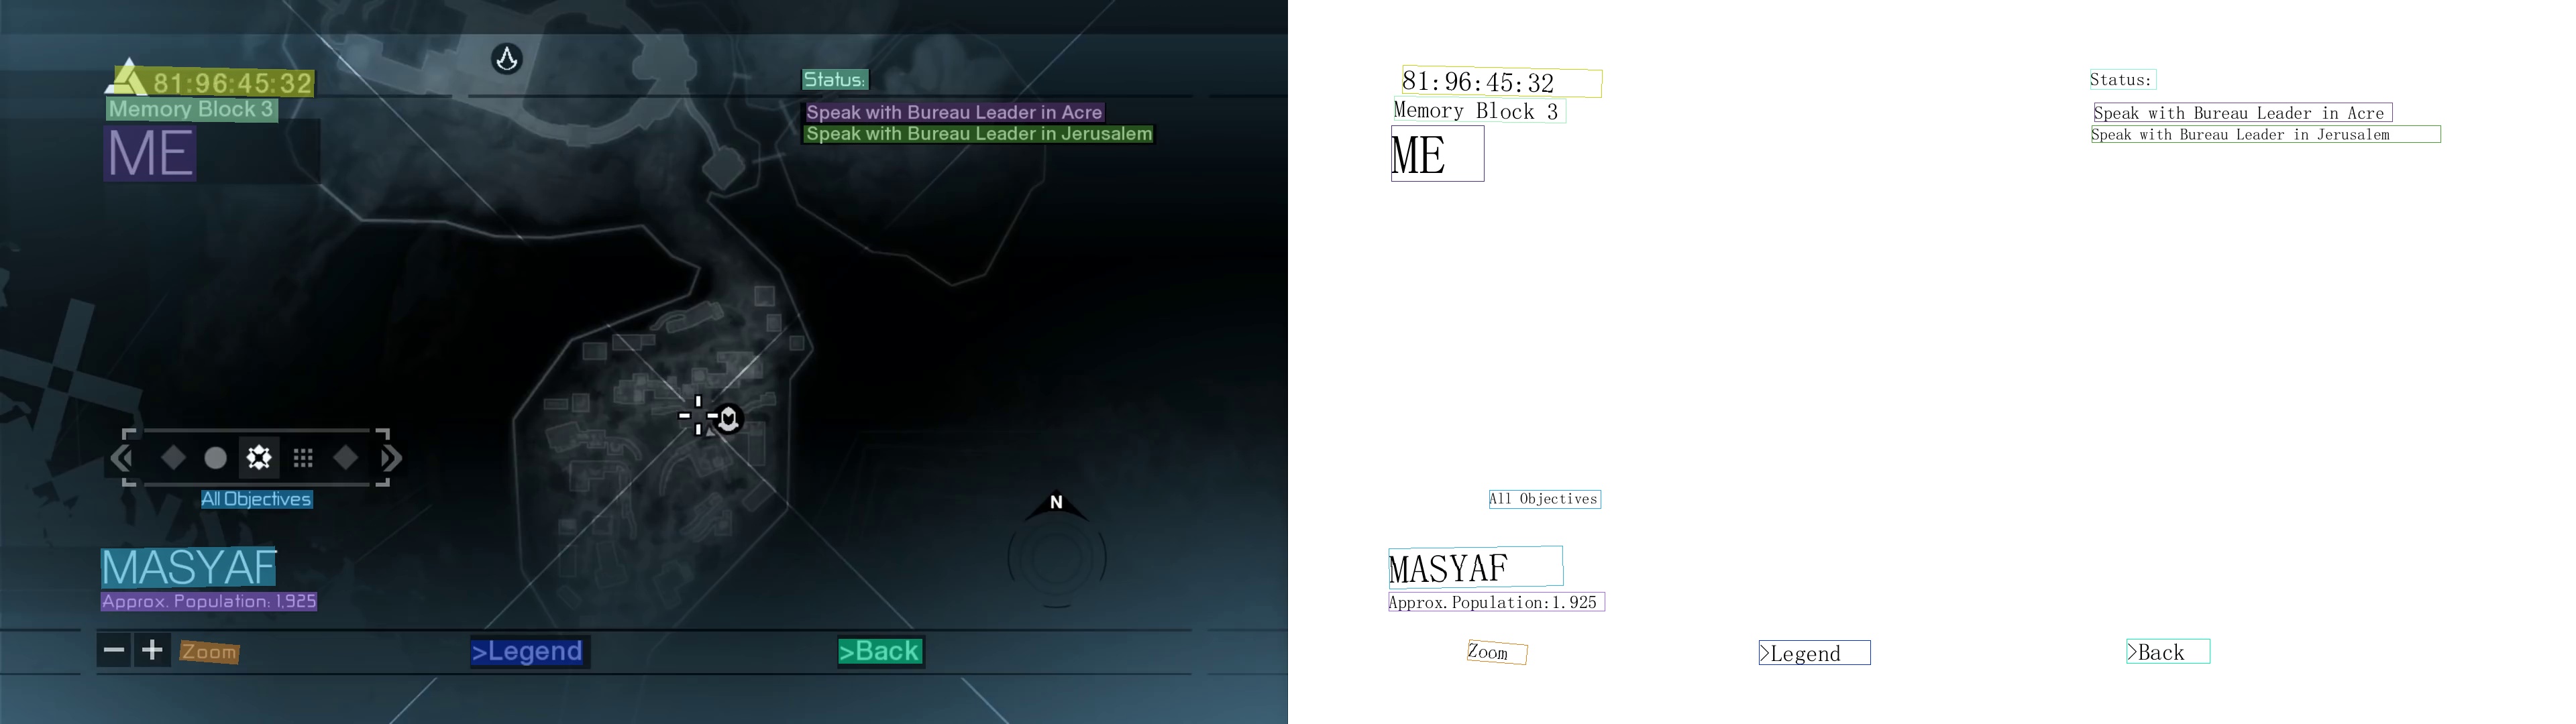 81:96:45:32
Memory Block 3
ME
Status:
Speak with Bureau Leader in Acre
Speak with Bureau Leader in Jerusalem
N
All Objectives
MASYAF
Approx. Population: 1,925
Zoom
>Legend
>Back
81:96:45:32
Memory Block 3
ME
Status:
Speak with Bureau Leader in Acre
Speak with Bureau Leader in Jerusalem
All Objectives
MASYAF
Approx.Population:1.925
Zoom
>Legend
>Back